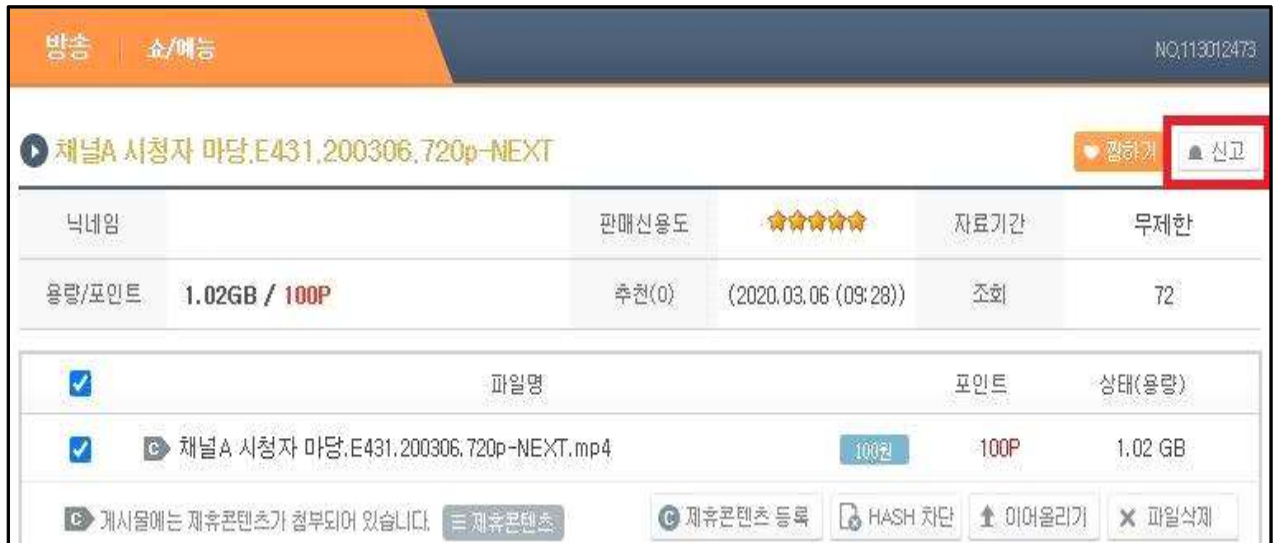 방송 | 쇼/예능 NO,113012473
채널A 시청자 마당.E431.200306.720p-NEXT 찜하기 신고
닉네임 판매신용도 자료기간 무제한
용량/포인트 1.02GB / 100P 추천(0) (2020.03.06 (09:28)) 조회 72
파일명 포인트 상태(용량)
C 채널A 시청자 마당.E431.200306.720p-NEXT.mp4 100원 100P 1.02 GB
C 게시물에는 제휴콘텐츠가 첨부되어 있습니다. 제휴콘텐츠 C 제휴콘텐츠 등록 HASH 차단 이어올리기 파일삭제